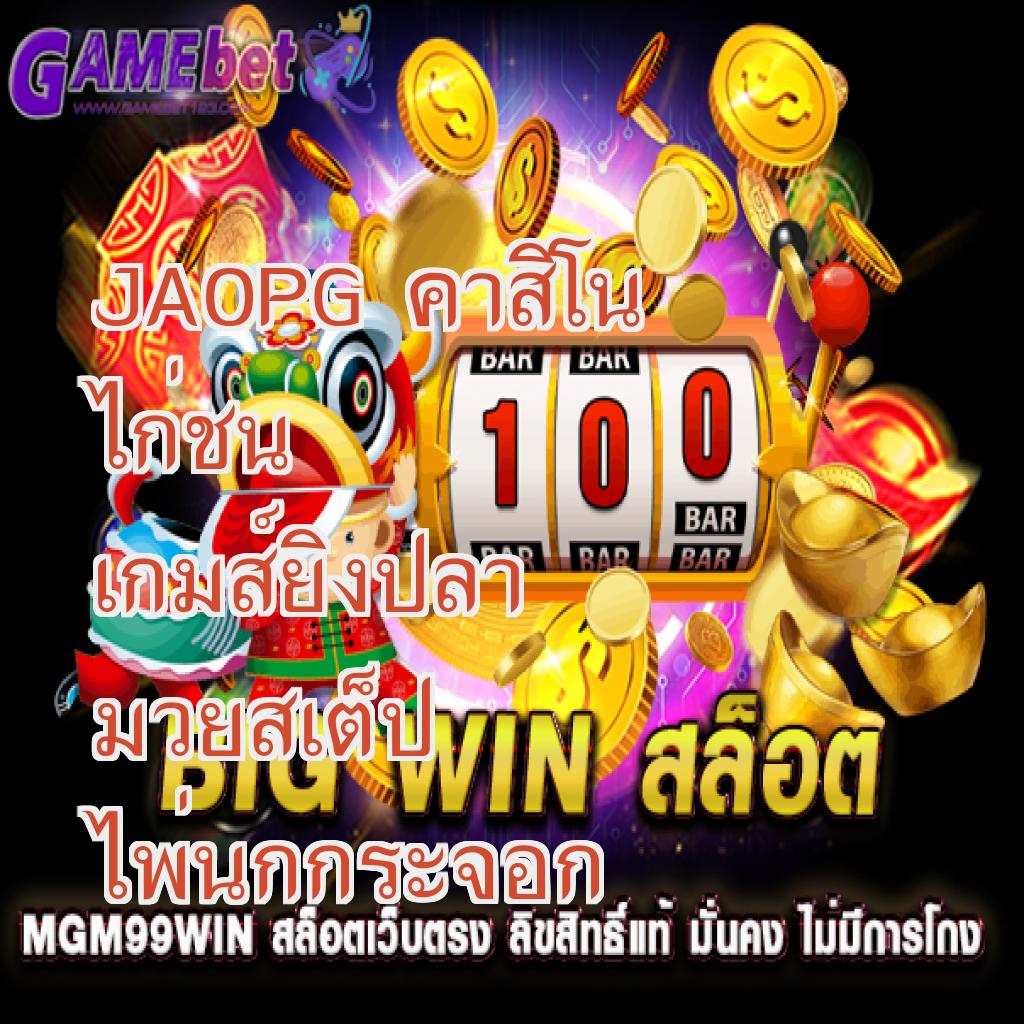 GAMEbet
JAOPG คาสิโน
BAR BAR
1 0 0
BAR
BAR BAR BAR
ไก่ชน
เกมส์ยิงปลา
มวยสเต็ป
BIG WIN สล็อต
ไพ่นกกระจอก
MGM99WIN สล็อตเว็บตรง ลิขสิทธิ์แท้ มั่นคง ไม่มีการโกง